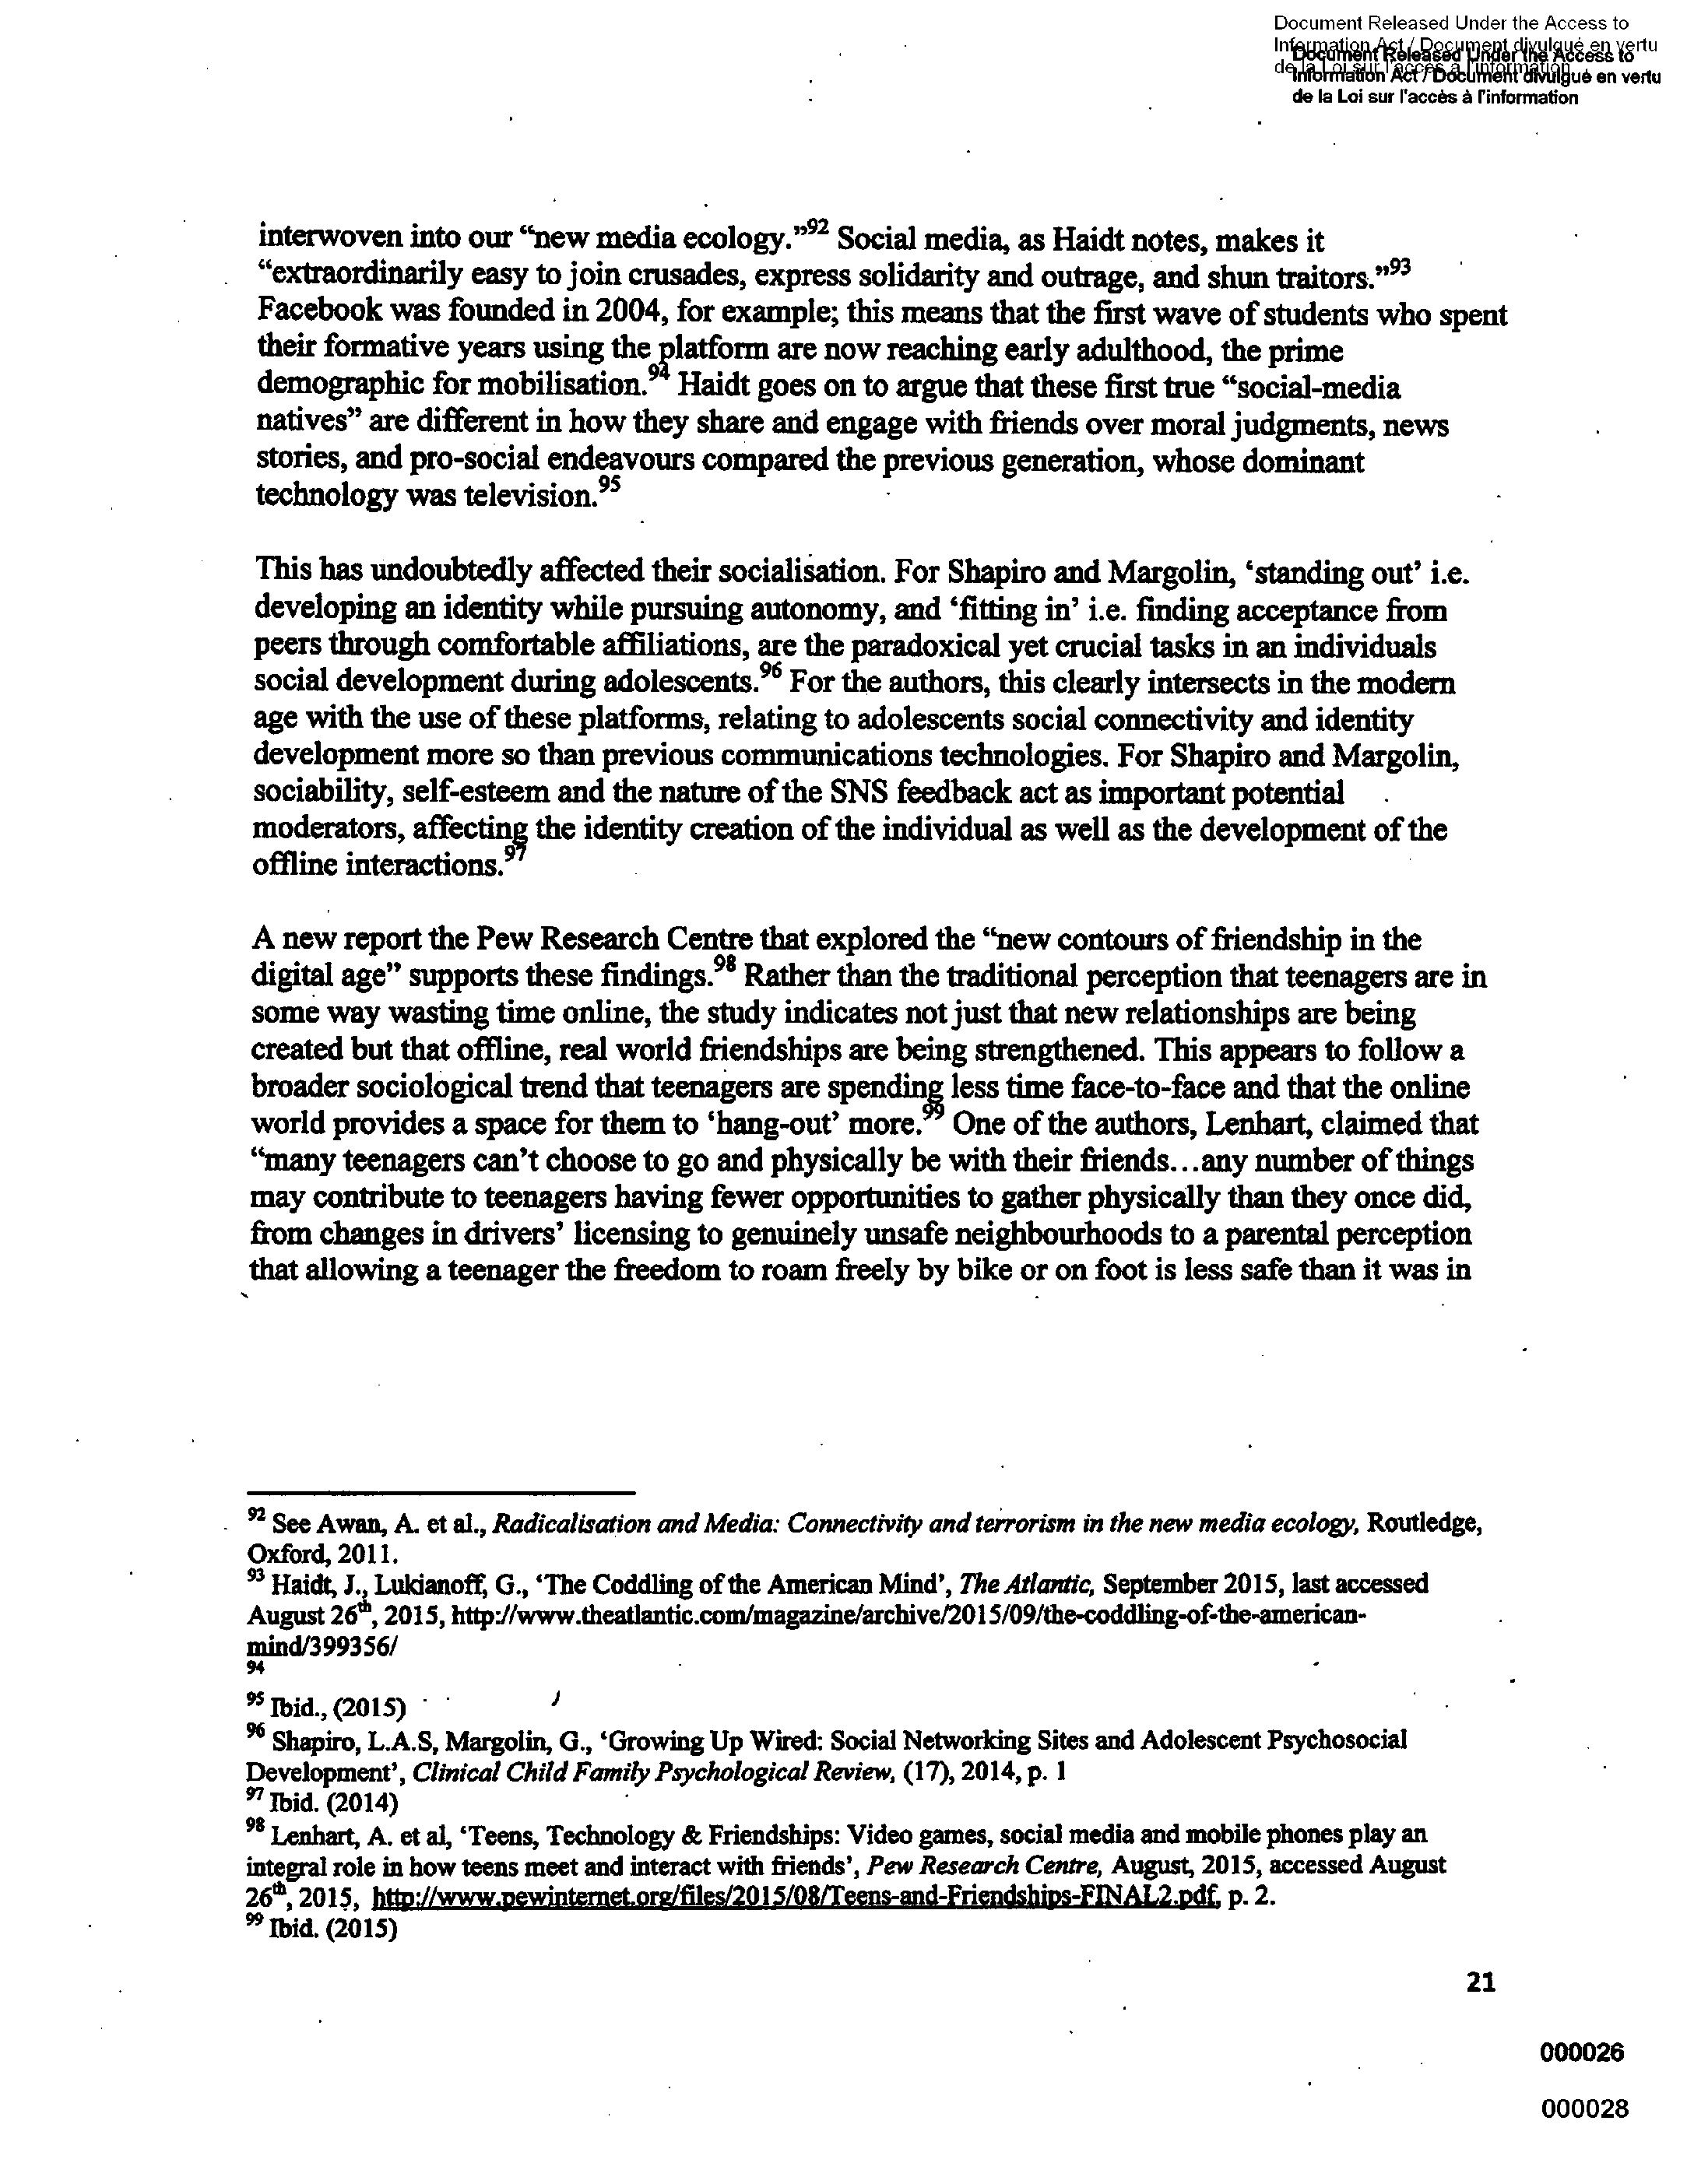 Document Released Under the Access to
Information Act / Document divulgué en vertu
de la Loi sur l'accès à l'information
Document Released Under the Access to
Information Act / Document divulgué en vertu
de la Loi sur l'accès à l'information
interwoven into our “new media ecology.”92 Social media, as Haidt notes, makes it
“extraordinarily easy to join crusades, express solidarity and outrage, and shun traitors.”93
Facebook was founded in 2004, for example; this means that the first wave of students who spent
their formative years using the platform are now reaching early adulthood, the prime
demographic for mobilisation.94 Haidt goes on to argue that these first true “social-media
natives” are different in how they share and engage with friends over moral judgments, news
stories, and pro-social endeavours compared the previous generation, whose dominant
technology was television.95
This has undoubtedly affected their socialisation. For Shapiro and Margolin, ‘standing out’ i.e.
developing an identity while pursuing autonomy, and ‘fitting in’ i.e. finding acceptance from
peers through comfortable affiliations, are the paradoxical yet crucial tasks in an individuals
social development during adolescents.96 For the authors, this clearly intersects in the modern
age with the use of these platforms, relating to adolescents social connectivity and identity
development more so than previous communications technologies. For Shapiro and Margolin,
sociability, self-esteem and the nature of the SNS feedback act as important potential
moderators, affecting the identity creation of the individual as well as the development of the
offline interactions.97
A new report the Pew Research Centre that explored the “new contours of friendship in the
digital age” supports these findings.98 Rather than the traditional perception that teenagers are in
some way wasting time online, the study indicates not just that new relationships are being
created but that offline, real world friendships are being strengthened. This appears to follow a
broader sociological trend that teenagers are spending less time face-to-face and that the online
world provides a space for them to ‘hang-out’ more.99 One of the authors, Lenhart, claimed that
“many teenagers can’t choose to go and physically be with their friends…any number of things
may contribute to teenagers having fewer opportunities to gather physically than they once did,
from changes in drivers’ licensing to genuinely unsafe neighbourhoods to a parental perception
that allowing a teenager the freedom to roam freely by bike or on foot is less safe than it was in
92 See Awan, A. et al., Radicalisation and Media: Connectivity and terrorism in the new media ecology, Routledge,
Oxford, 2011.
93 Haidt, J., Lukianoff, G., ‘The Coddling of the American Mind’, The Atlantic, September 2015, last accessed
August 26th, 2015, http://www.theatlantic.com/magazine/archive/2015/09/the-coddling-of-the-american-
mind/399356/
94
95 Ibid., (2015)
96 Shapiro, L.A.S, Margolin, G., ‘Growing Up Wired: Social Networking Sites and Adolescent Psychosocial
Development’, Clinical Child Family Psychological Review, (17), 2014, p. 1
97 Ibid. (2014)
98 Lenhart, A. et al, ‘Teens, Technology & Friendships: Video games, social media and mobile phones play an
integral role in how teens meet and interact with friends’, Pew Research Centre, August, 2015, accessed August
26th, 2015, http://www.pewinternet.org/files/2015/08/Teens-and-Friendships-FINAL2.pdf, p. 2.
99 Ibid. (2015)
21
000026
000028